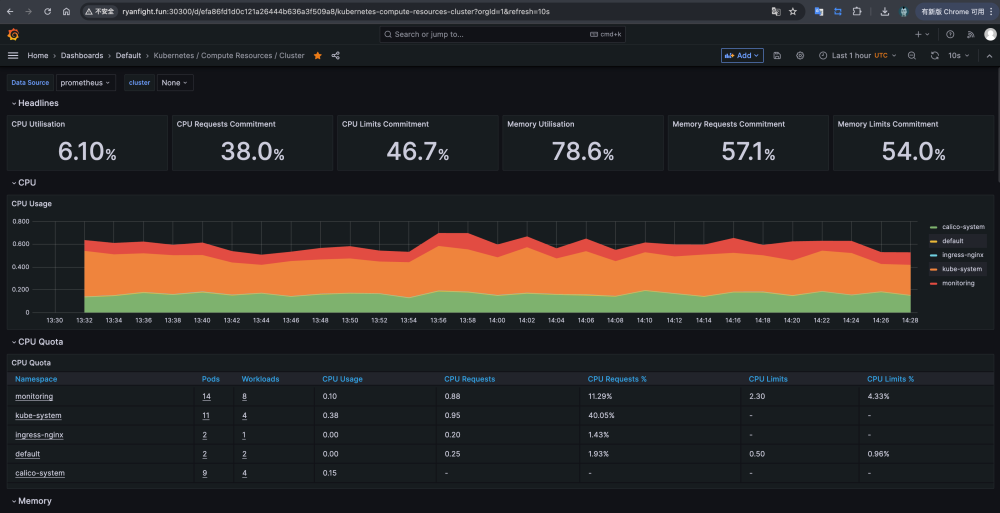 不安全 ryanfight.fun:30300/d/efa86fd1d0c121a26444b636a3f509a8/kubernetes-compute-resources-cluster?orgId=1&refresh=10s 有新版 Chrome 可用
Search or jump to... cmd+k
Home Dashboards Default Kubernetes / Compute Resources / Cluster Add Last 1 hour UTC 10s
Data Source prometheus cluster None
Headlines
CPU Utilisation CPU Requests Commitment CPU Limits Commitment Memory Utilisation Memory Requests Commitment Memory Limits Commitment
6.10% 38.0% 46.7% 78.6% 57.1% 54.0%
CPU
CPU Usage
0.800
0.600
0.400
0.200
0
13:30 13:32 13:34 13:36 13:38 13:40 13:42 13:44 13:46 13:48 13:50 13:52 13:54 13:56 13:58 14:00 14:02 14:04 14:06 14:08 14:10 14:12 14:14 14:16 14:18 14:20 14:22 14:24 14:26 14:28
calico-system
default
ingress-nginx
kube-system
monitoring
CPU Quota
CPU Quota
Namespace Pods Workloads CPU Usage CPU Requests CPU Requests % CPU Limits CPU Limits %
monitoring 14 8 0.10 0.88 11.29% 2.30 4.33%
kube-system 11 4 0.38 0.95 40.05% - -
ingress-nginx 2 1 0.00 0.20 1.43% - -
default 2 2 0.00 0.25 1.93% 0.50 0.96%
calico-system 9 4 0.15 - - - -
Memory